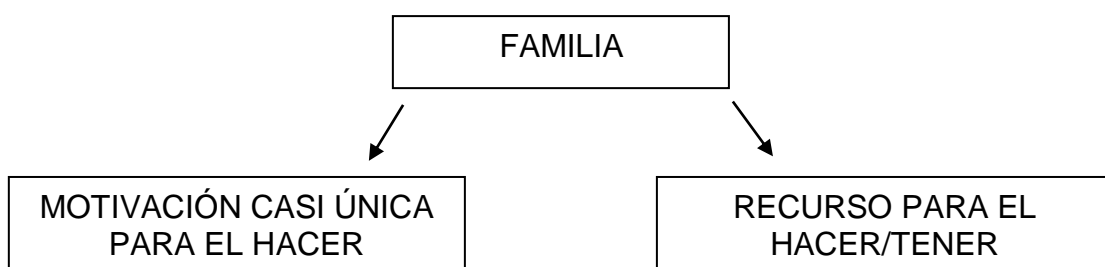 FAMILIA
MOTIVACIÓN CASI ÚNICA
PARA EL HACER
RECURSO PARA EL
HACER/TENER